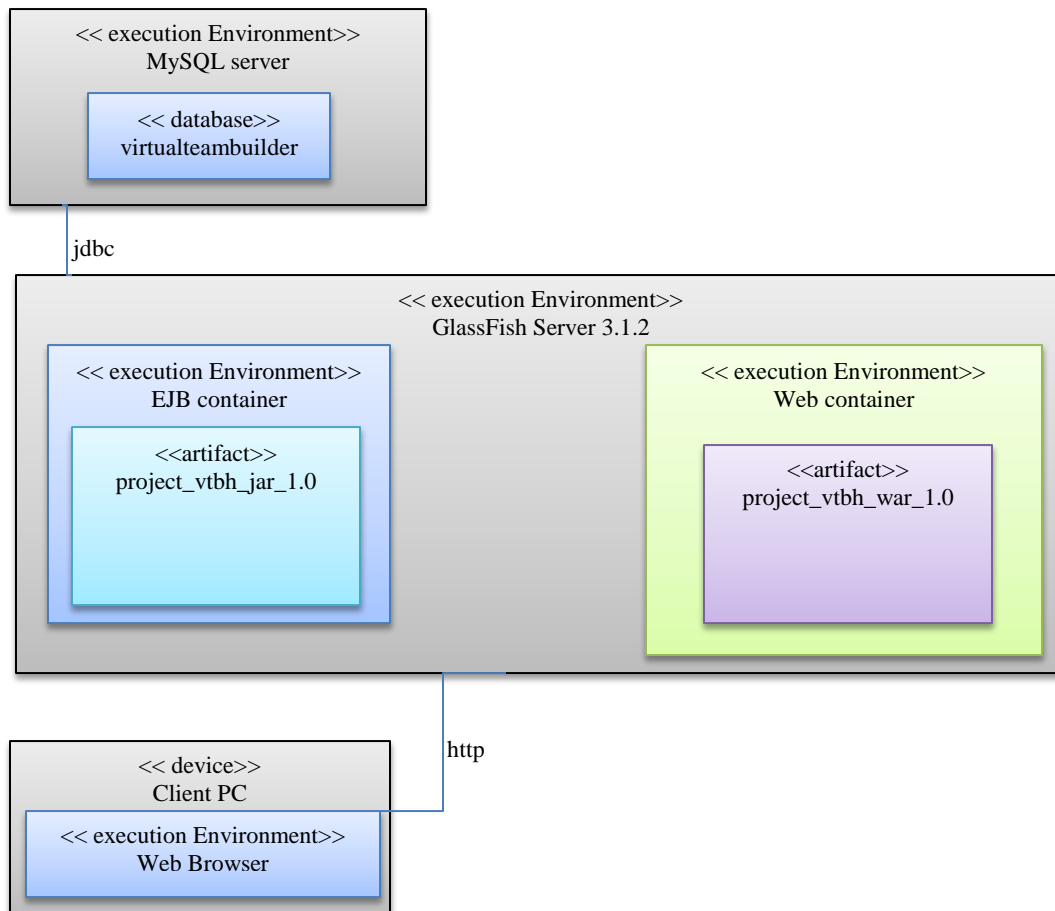 << execution Environment>>
MySQL server
<< database>>
virtualteambuilder
jdbc
<< execution Environment>>
GlassFish Server 3.1.2
<< execution Environment>>
EJB container
<<artifact>>
project_vtbh_jar_1.0
<< execution Environment>>
Web container
<<artifact>>
project_vtbh_war_1.0
http
<< device>>
Client PC
<< execution Environment>>
Web Browser